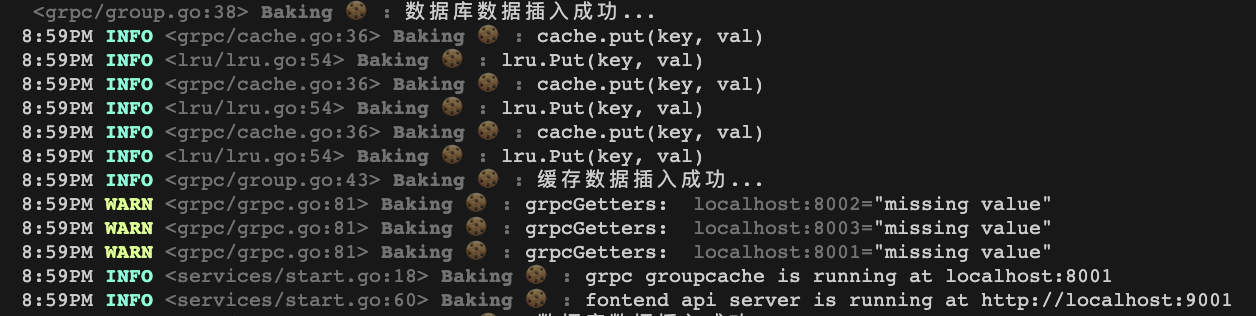 <grpc/group.go:38> Baking 🍪 : 数据库数据插入成功...
8:59PM INFO <grpc/cache.go:36> Baking 🍪 : cache.put(key, val)
8:59PM INFO <lru/lru.go:54> Baking 🍪 : lru.Put(key, val)
8:59PM INFO <grpc/cache.go:36> Baking 🍪 : cache.put(key, val)
8:59PM INFO <lru/lru.go:54> Baking 🍪 : lru.Put(key, val)
8:59PM INFO <grpc/cache.go:36> Baking 🍪 : cache.put(key, val)
8:59PM INFO <lru/lru.go:54> Baking 🍪 : lru.Put(key, val)
8:59PM INFO <grpc/group.go:43> Baking 🍪 : 缓存数据插入成功...
8:59PM WARN <grpc/grpc.go:81> Baking 🍪 : grpcGetters:  localhost:8002="missing value"
8:59PM WARN <grpc/grpc.go:81> Baking 🍪 : grpcGetters:  localhost:8003="missing value"
8:59PM WARN <grpc/grpc.go:81> Baking 🍪 : grpcGetters:  localhost:8001="missing value"
8:59PM INFO <services/start.go:18> Baking 🍪 : grpc groupcache is running at localhost:8001
8:59PM INFO <services/start.go:60> Baking 🍪 : fontend api server is running at http://localhost:9001